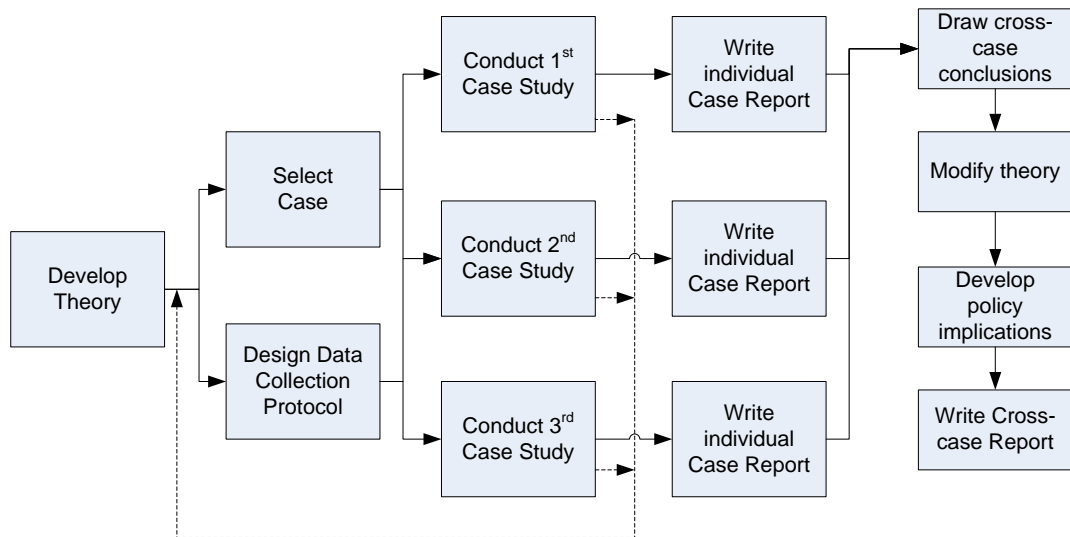 Develop
Theory
Select
Case
Design Data
Collection
Protocol
Conduct 1st
Case Study
Conduct 2nd
Case Study
Conduct 3rd
Case Study
Write
individual
Case Report
Write
individual
Case Report
Write
individual
Case Report
Draw cross-
case
conclusions
Modify theory
Develop
policy
implications
Write Cross-
case Report